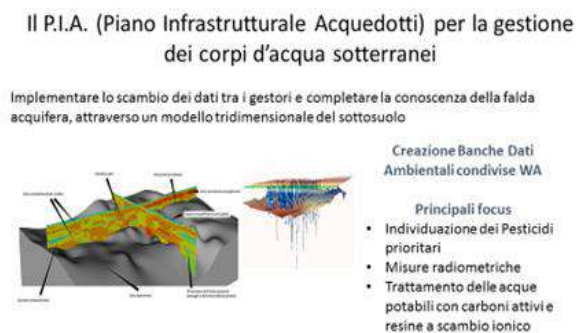 Il P.I.A. (Piano Infrastrutturale Acquedotti) per la gestione
dei corpi d'acqua sotterranei
Implementare lo scambio dei dati tra i gestori e completare la conoscenza della falda
acquifera, attraverso un modello tridimensionale del sottosuolo
Creazione Banche Dati
Ambientali condivise WA
Principali focus
• Individuazione dei Pesticidi
prioritari
• Misure radiometriche
• Trattamento delle acque
potabili con carboni attivi e
resine a scambio ionico